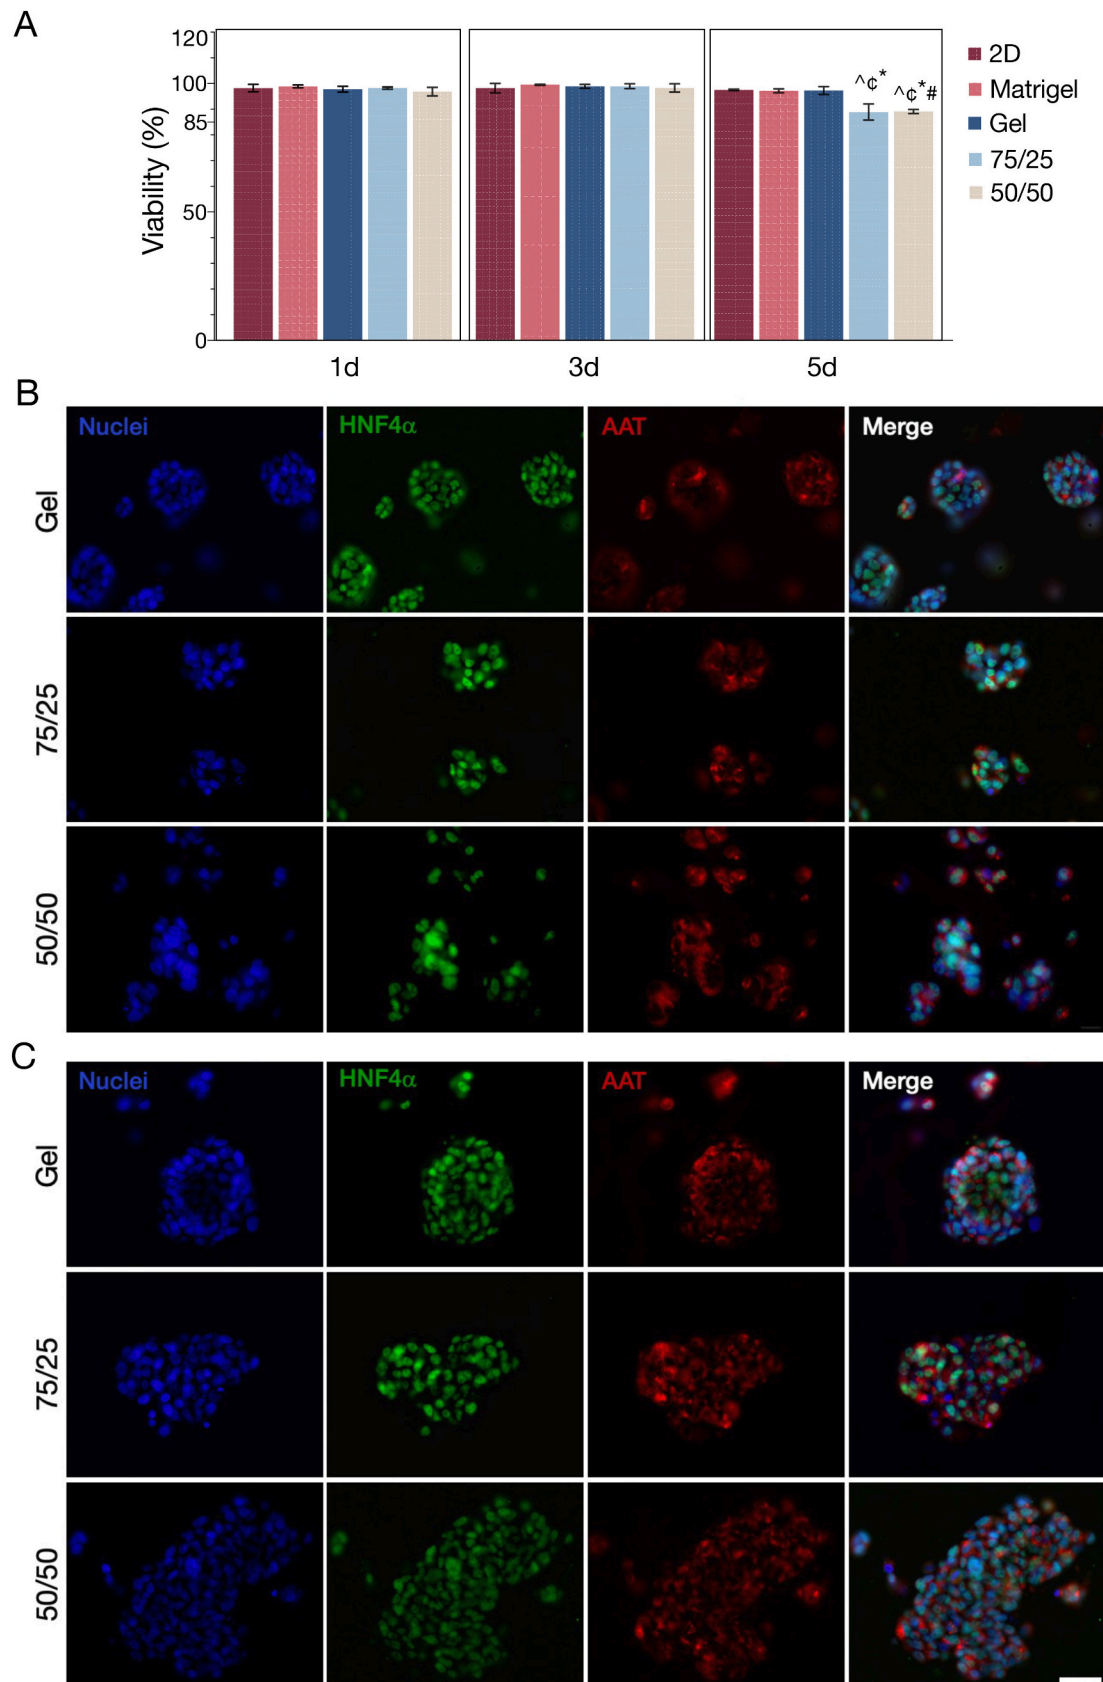 A
Viability (%)
120
100
85
50
0
^¢*
^¢*#
1d
3d
5d
2D
Matrigel
Gel
75/25
50/50
B
Nuclei
HNF4α
AAT
Merge
Gel
75/25
50/50
C
Nuclei
HNF4α
AAT
Merge
Gel
75/25
50/50